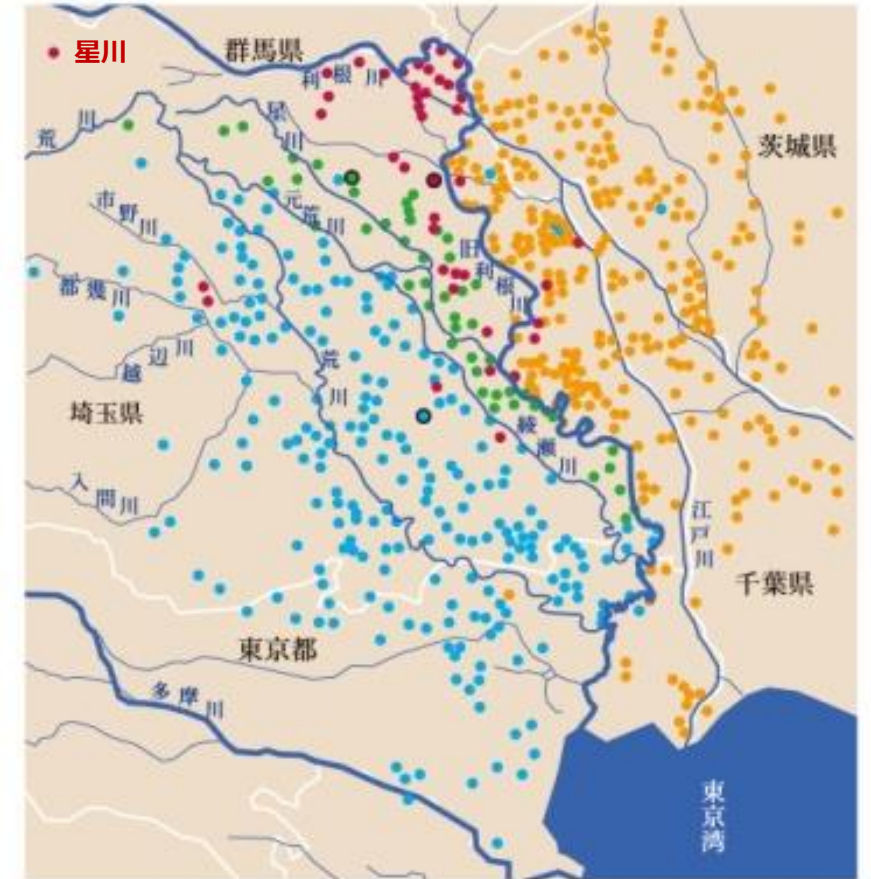 星川
群馬県
利根川
荒川
星川
茨城県
市野川
元荒川
旧利根川
都幾川
越辺川
荒川
埼玉県
綾瀬川
入間川
江戸川
千葉県
東京都
多摩川
東京湾